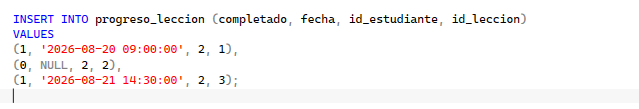 INSERT INTO progreso_leccion (completado, fecha, id_estudiante, id_leccion)
VALUES
(1, '2026-08-20 09:00:00', 2, 1),
(0, NULL, 2, 2),
(1, '2026-08-21 14:30:00', 2, 3);